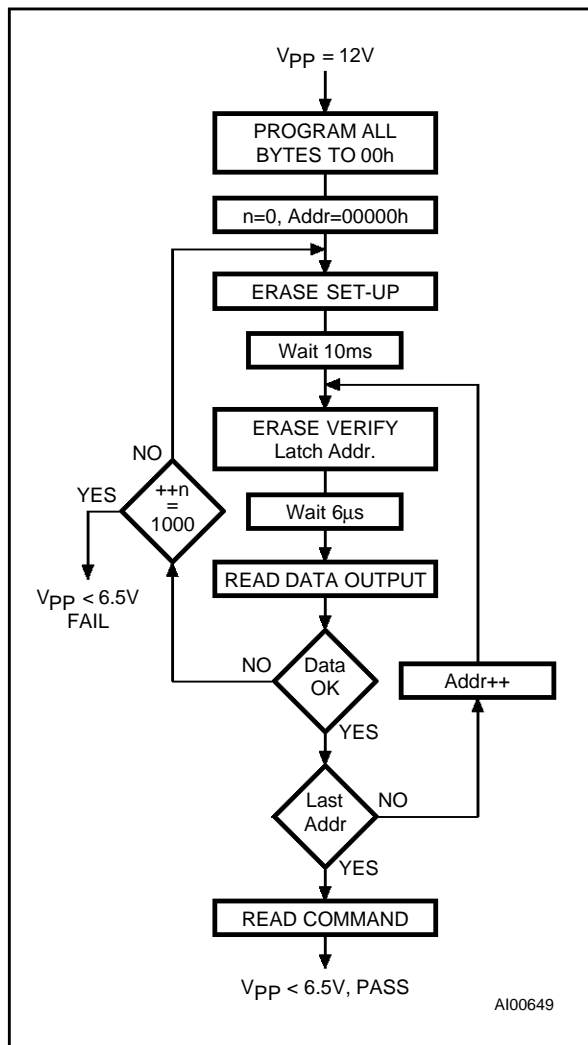 VPP = 12V
PROGRAM ALL
BYTES TO 00h
n=0, Addr=00000h
ERASE SET-UP
Wait 10ms
ERASE VERIFY
Latch Addr.
NO
YES
++n
=
1000
Wait 6µs
VPP < 6.5V
FAIL
READ DATA OUTPUT
NO
Data
OK
YES
Addr++
Last
Addr
NO
YES
READ COMMAND
VPP < 6.5V, PASS
AI00649